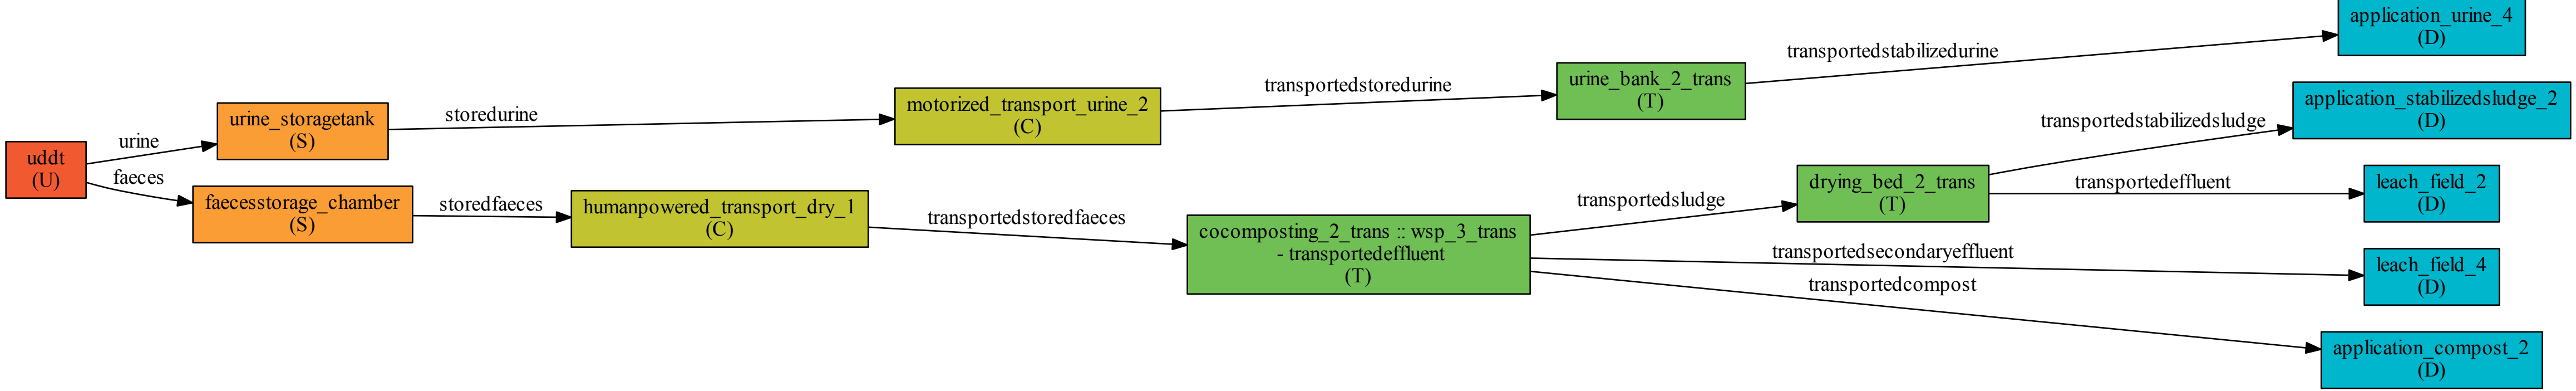 uddt
(U)
urine
faeces
urine_storagetank
(S)
faecesstorage_chamber
(S)
storedurine
storedfaeces
motorized_transport_urine_2
(C)
humanpowered_transport_dry_1
(C)
transportedstoredurine
transportedstoredfaeces
urine_bank_2_trans
(T)
cocomposting_2_trans :: wsp_3_trans
- transportedeffluent
(T)
transportedsludge
drying_bed_2_trans
(T)
transportedstabilizedurine
transportedstabilizedsludge
transportedeffluent
transportedsecondaryeffluent
transportedcompost
application_urine_4
(D)
application_stabilizedsludge_2
(D)
leach_field_2
(D)
leach_field_4
(D)
application_compost_2
(D)